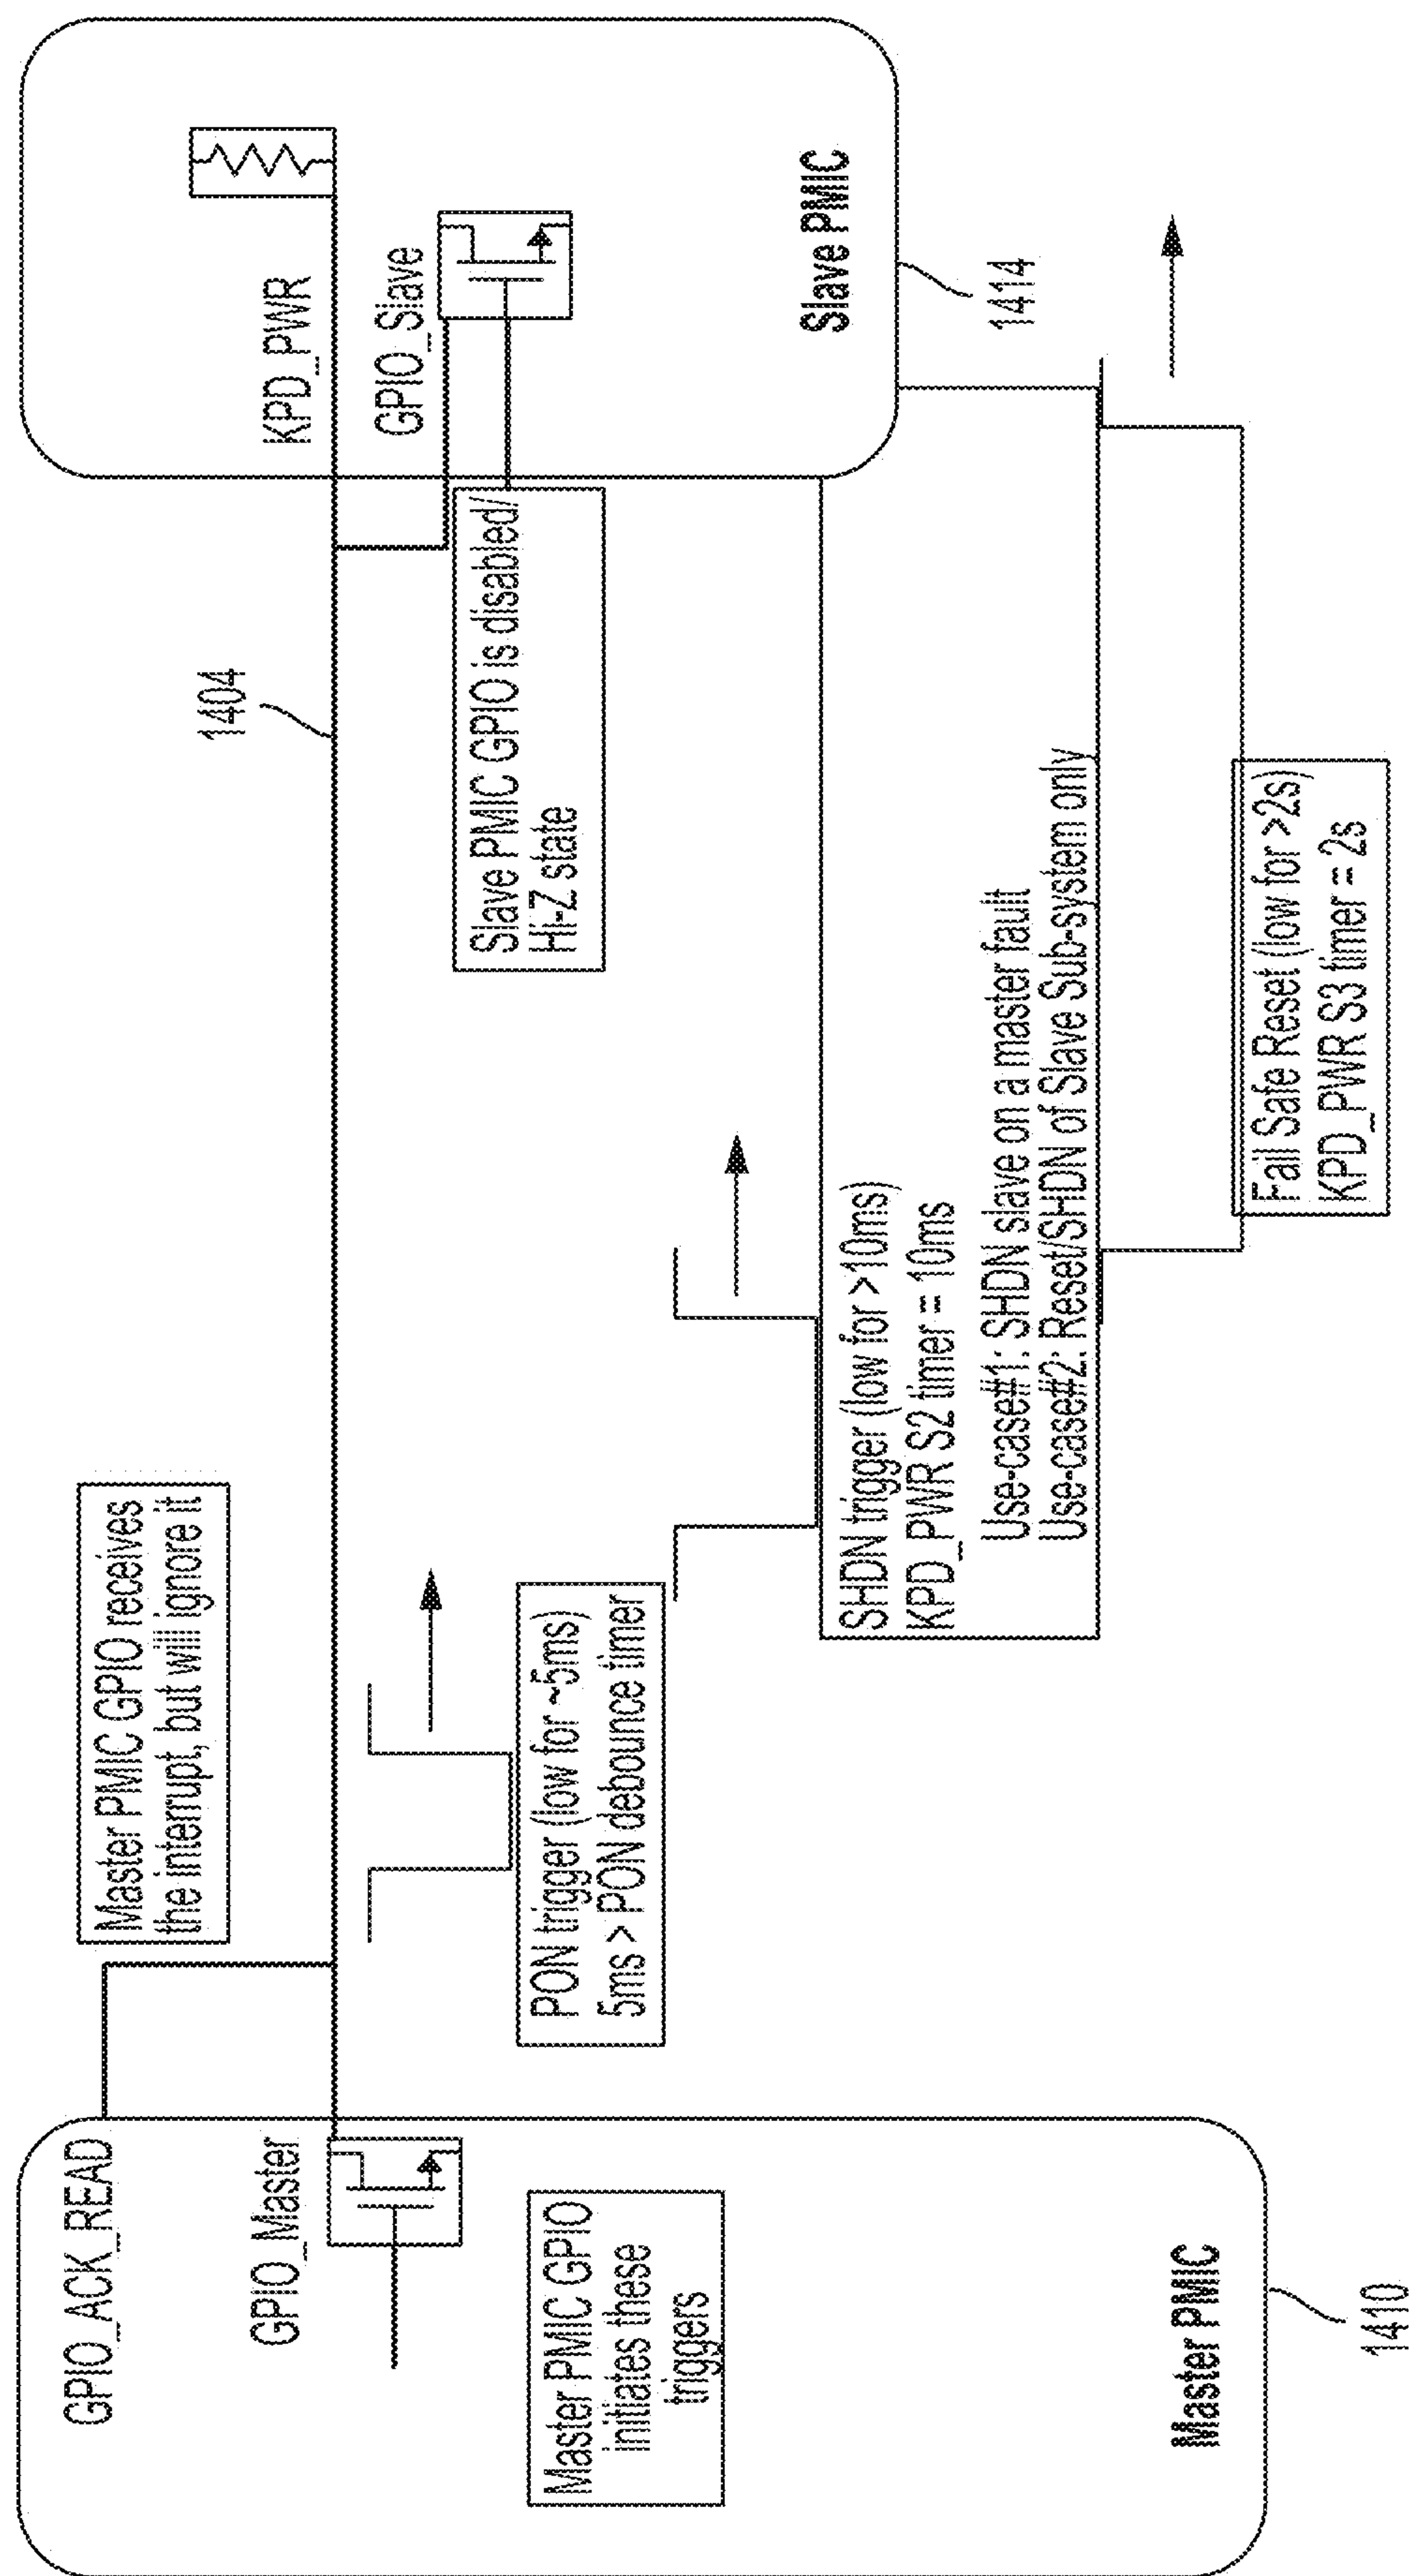 GPIO_ACK_READ
GPIO_Master
Master PMIC GPIO
initiates these
triggers
Master PMIC
1410
Master PMIC GPIO receives
the interrupt, but will ignore it
PON trigger (low for ~5ms)
5ms > PON debounce timer
SHDN trigger (low for >10ms)
KPD_PWR S2 timer = 10ms
Use-case#1: SHDN slave on a master fault
Use-case#2: Reset/SHDN of Slave Sub-system only
Fail Safe Reset (low for >2s)
KPD_PWR S3 timer = 2s
1404
Slave PMIC GPIO is disabled/
Hi-Z state
KPD_PWR
GPIO_Slave
Slave PMIC
1414